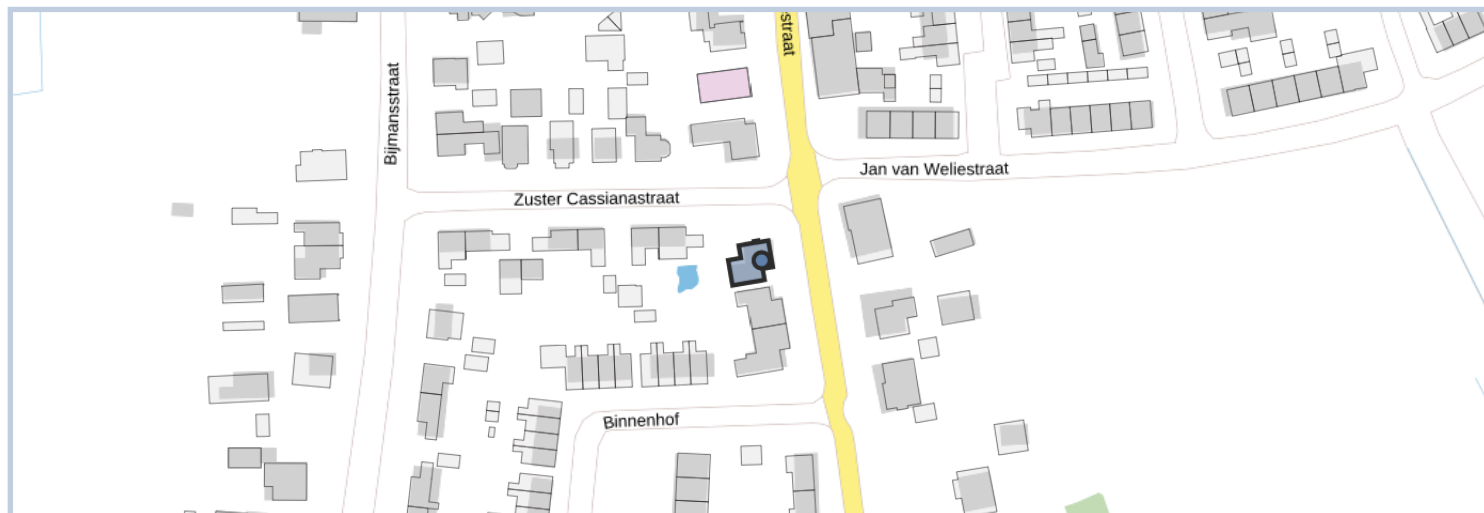 straat
Bijmansstraat
Jan van Weliestraat
Zuster Cassianastraat
Binnenhof